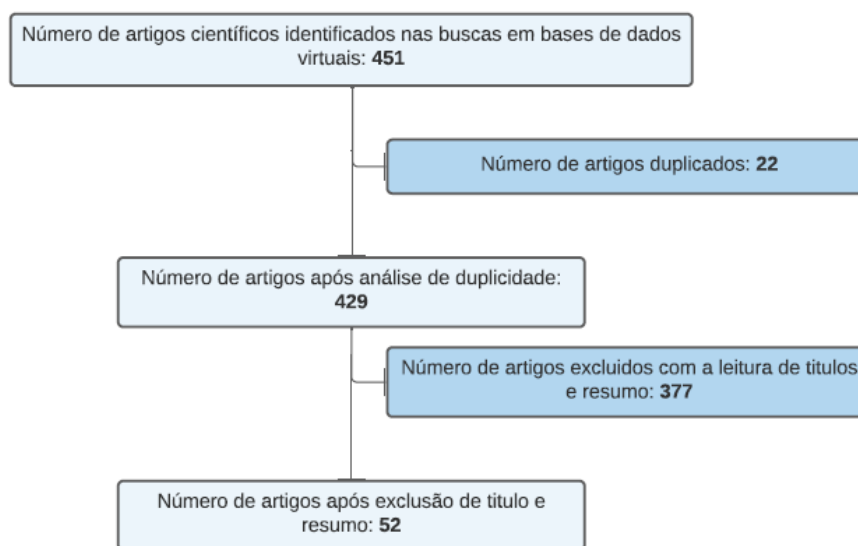 Número de artigos científicos identificados nas buscas em bases de dados
virtuais: 451
Número de artigos duplicados: 22
Número de artigos após análise de duplicidade:
429
Número de artigos excluidos com a leitura de titulos
e resumo: 377
Número de artigos após exclusão de titulo e
resumo: 52